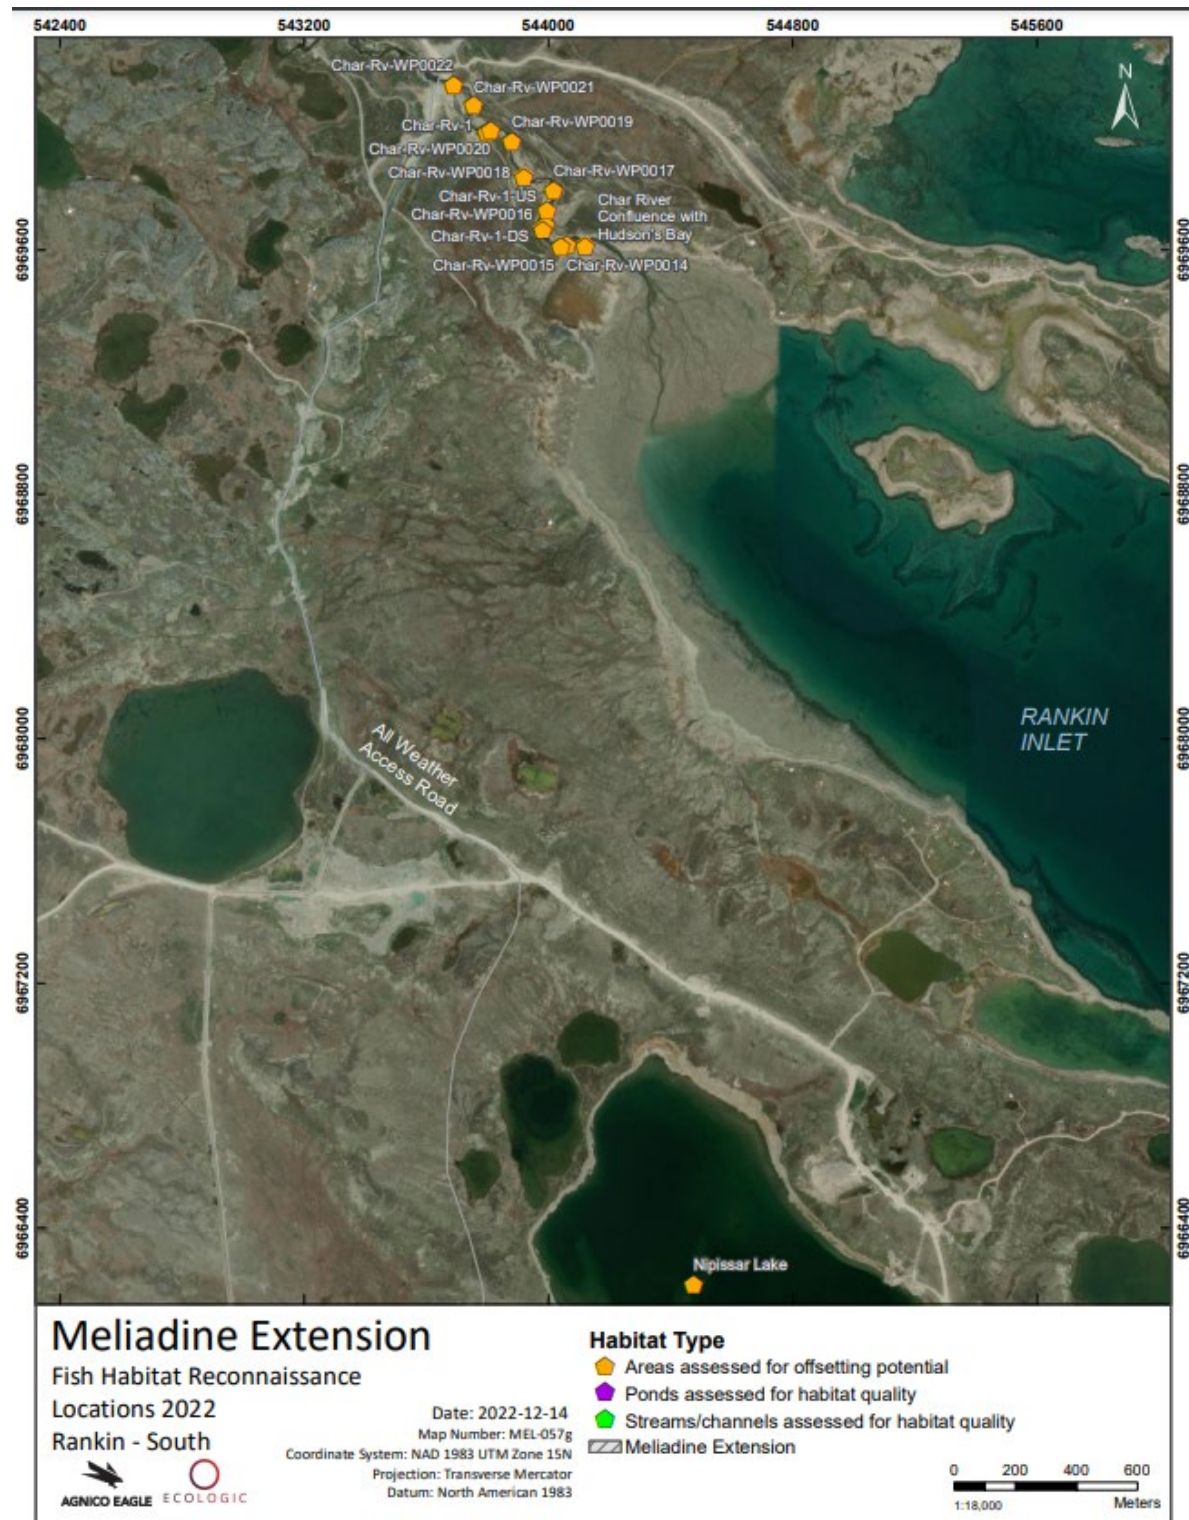 542400 543200 544000 544800 545600
Char-Rv-WP0022
Char-Rv-WP0021
Char-Rv-1
Char-Rv-WP0019
Char-Rv-WP0020
Char-Rv-WP0018
Char-Rv-WP0017
Char-Rv-1-US
Char-Rv-WP0016
Char-Rv-1-DS
Char River
Confluence with
Hudson's Bay
Char-Rv-WP0015
Char-Rv-WP0014
N
6969600 6969600
6968800 6968800
6968000 6968000
6967200 6967200
6966400 6966400
RANKIN
INLET
All Weather
Access Road
Nipissar Lake
Meliadine Extension
Fish Habitat Reconnaissance
Locations 2022
Rankin - South
AGNICO EAGLE
ECOLOGIC
Date: 2022-12-14
Map Number: MEL-057g
Coordinate System: NAD 1983 UTM Zone 15N
Projection: Transverse Mercator
Datum: North American 1983
Habitat Type
Areas assessed for offsetting potential
Ponds assessed for habitat quality
Streams/channels assessed for habitat quality
Meliadine Extension
0 200 400 600
1:18,000 Meters